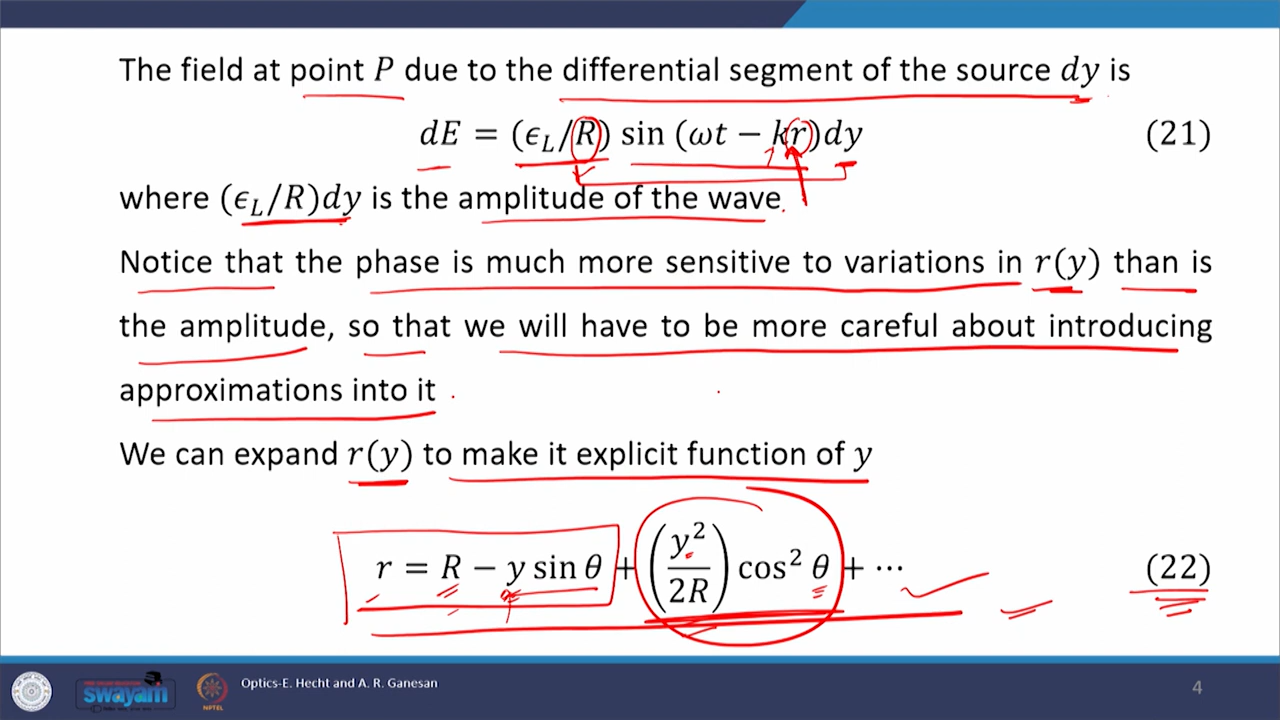 The field at point P due to the differential segment of the source dy is
dE = (ϵ_L/R) sin (ωt − kr)dy (21)
where (ϵ_L/R)dy is the amplitude of the wave.
Notice that the phase is much more sensitive to variations in r(y) than is
the amplitude, so that we will have to be more careful about introducing
approximations into it
We can expand r(y) to make it explicit function of y
r = R − y sin θ + (y²/2R) cos² θ + ⋯ (22)
swayam
NPTEL
Optics-E. Hecht and A. R. Ganesan
4